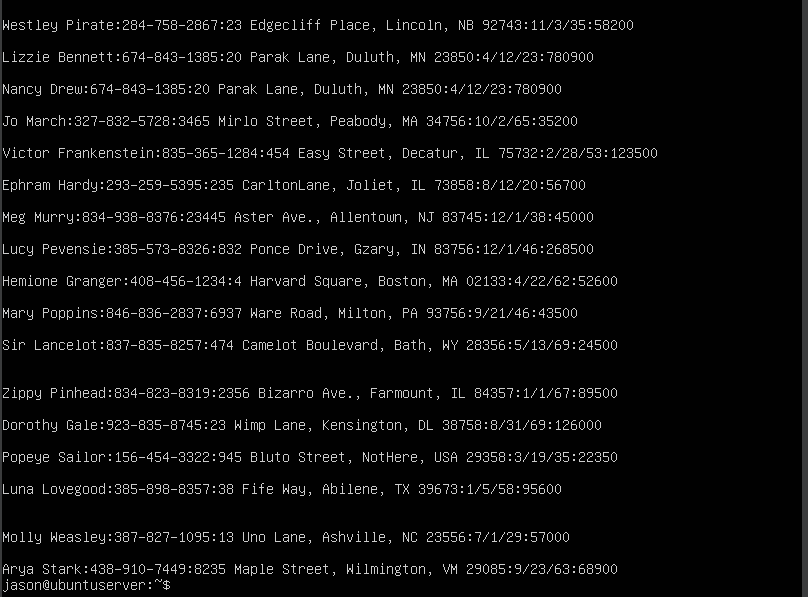 Westley Pirate:284-758-2867:23 Edgecliff Place, Lincoln, NB 92743:11/3/35:58200
Lizzie Bennett:674-843-1385:20 Parak Lane, Duluth, MN 23850:4/12/23:780900
Nancy Drew:674-843-1385:20 Parak Lane, Duluth, MN 23850:4/12/23:780900
Jo March:327-832-5728:3465 Mirlo Street, Peabody, MA 34756:10/2/65:35200
Victor Frankenstein:835-365-1284:454 Easy Street, Decatur, IL 75732:2/28/53:123500
Ephram Hardy:293-259-5395:235 CarltonLane, Joliet, IL 73858:8/12/20:56700
Meg Murry:834-938-8376:23445 Aster Ave., Allentown, NJ 83745:12/1/38:45000
Lucy Pevensie:385-573-8326:832 Ponce Drive, Gzary, IN 83756:12/1/46:268500
Hemione Granger:408-456-1234:4 Harvard Square, Boston, MA 02133:4/22/62:52600
Mary Poppins:846-836-2837:6937 Ware Road, Milton, PA 93756:9/21/46:43500
Sir Lancelot:837-835-8257:474 Camelot Boulevard, Bath, WY 28356:5/13/69:24500
Zippy Pinhead:834-823-8319:2356 Bizarro Ave., Farmount, IL 84357:1/1/67:89500
Dorothy Gale:923-835-8745:23 Wimp Lane, Kensington, DL 38758:8/31/69:126000
Popeye Sailor:156-454-3322:945 Bluto Street, NotHere, USA 29358:3/19/35:22350
Luna Lovegood:385-898-8357:38 Fife Way, Abilene, TX 39673:1/5/58:95600
Molly Weasley:387-827-1095:13 Uno Lane, Ashville, NC 23556:7/1/29:57000
Arya Stark:438-910-7449:8235 Maple Street, Wilmington, VM 29085:9/23/63:68900
jason@ubuntuserver:~$